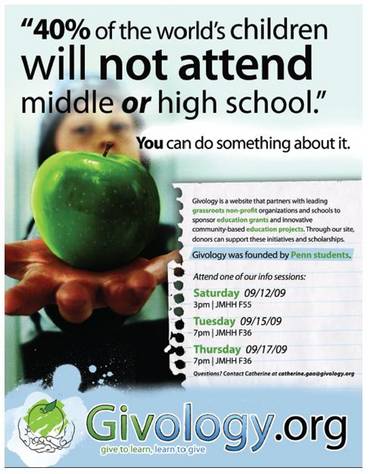 “40% of the world’s children
will not attend
middle or high school.”
You can do something about it.
Givology is a website that partners with leading
grassroots non-profit organizations and schools to
sponsor education grants and innovative
community-based education projects. Through our site,
donors can support these initiatives and scholarships.
Givology was founded by Penn students.
Attend one of our info sessions:
Saturday 09/12/09
3pm | JMHH F55
Tuesday 09/15/09
7pm | JMHH F36
Thursday 09/17/09
7pm | JMHH F36
Questions? Contact Catherine at catherine.gao@givology.org
Givology.org
give to learn, learn to give